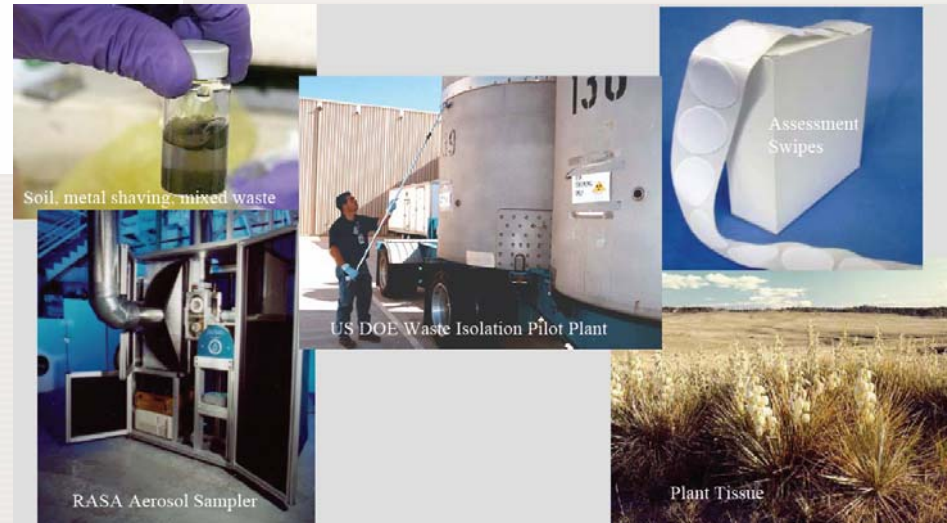 Soil, metal shaving, mixed waste
130
9
Assessment
Swipes
US DOE Waste Isolation Pilot Plant
RASA Aerosol Sampler
Plant Tissue